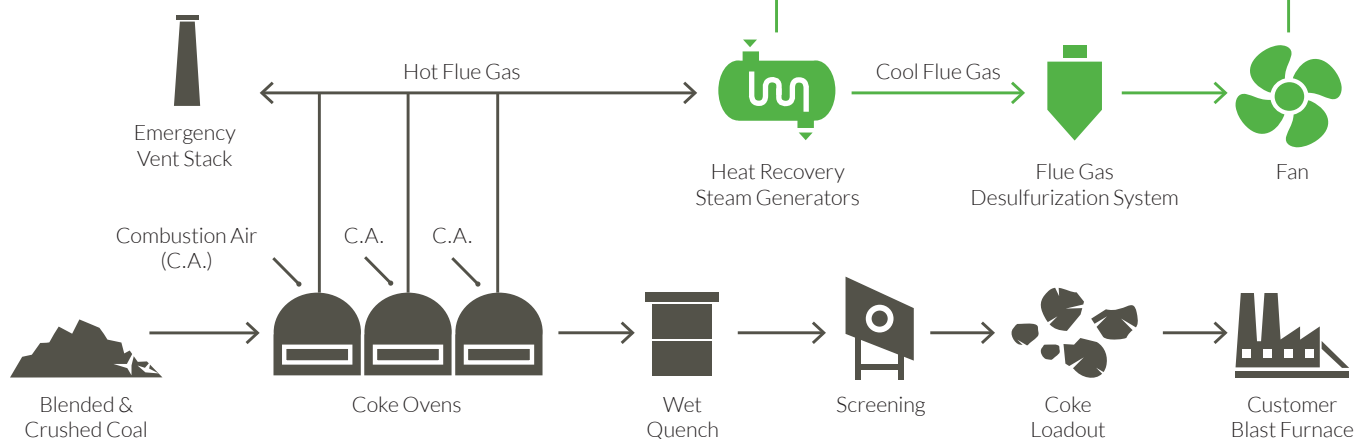 Hot Flue Gas
Cool Flue Gas
Emergency
Vent Stack
Heat Recovery
Steam Generators
Flue Gas
Desulfurization System
Fan
Combustion Air
(C.A.)
C.A.
C.A.
Blended &
Crushed Coal
Coke Ovens
Wet
Quench
Screening
Coke
Loadout
Customer
Blast Furnace